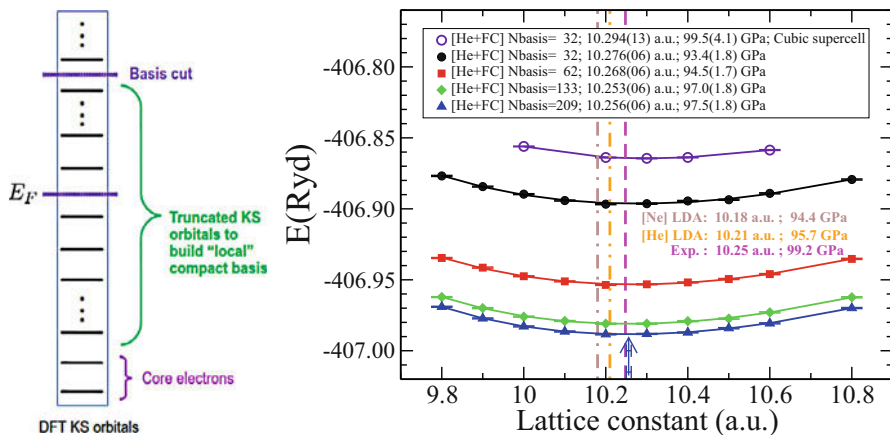 Basis cut
E_F
Truncated KS
orbitals to
build “local”
compact basis
Core electrons
DFT KS orbitals
E(Ryd)
-406.80
-406.85
-406.90
-406.95
-407.00
[He+FC] Nbasis= 32; 10.294(13) a.u.; 99.5(4.1) GPa; Cubic supercell
[He+FC] Nbasis= 32; 10.276(06) a.u.; 93.4(1.8) GPa
[He+FC] Nbasis= 62; 10.268(06) a.u.; 94.5(1.7) GPa
[He+FC] Nbasis=133; 10.253(06) a.u.; 97.0(1.8) GPa
[He+FC] Nbasis=209; 10.256(06) a.u.; 97.5(1.8) GPa
[Ne] LDA: 10.18 a.u. ; 94.4 GPa
[He] LDA: 10.21 a.u. ; 95.7 GPa
Exp. : 10.25 a.u. ; 99.2 GPa
9.8 10 10.2 10.4 10.6 10.8
Lattice constant (a.u.)